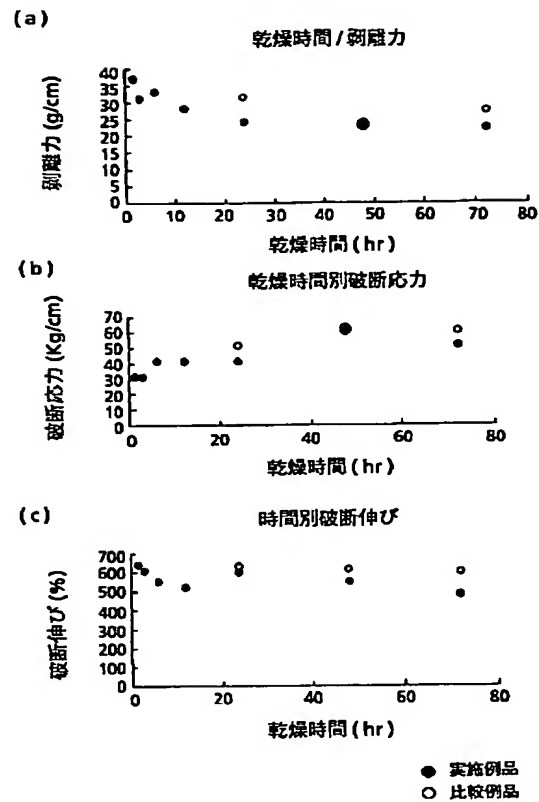 (a)
乾燥時間/剥離力
剥離力 (g/cm)
40
35
30
25
20
15
10
5
0
0 10 20 30 40 50 60 70 80
乾燥時間 (hr)
(b)
乾燥時間別破断応力
破断応力 (Kg/cm)
70
60
50
40
30
20
10
0
0 20 40 60 80
乾燥時間 (hr)
(c)
時間別破断伸び
破断伸び (%)
700
600
500
400
300
200
100
0
0 20 40 60 80
乾燥時間 (hr)
● 実施例品
○ 比較例品